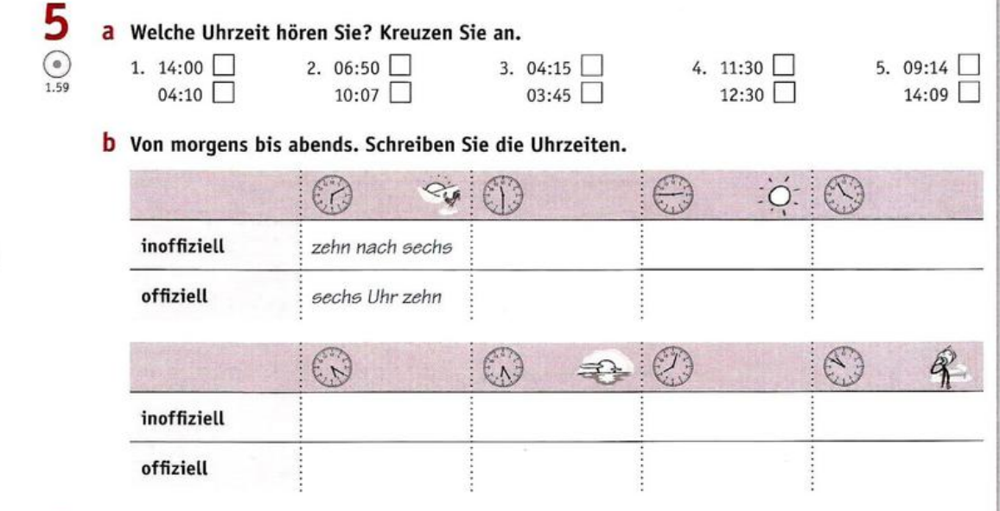 5 a Welche Uhrzeit hören Sie? Kreuzen Sie an.
1.59
1. 14:00 2. 06:50 3. 04:15 4. 11:30 5. 09:14
04:10 10:07 03:45 12:30 14:09
b Von morgens bis abends. Schreiben Sie die Uhrzeiten.
inoffiziell zehn nach sechs
offiziell sechs Uhr zehn
inoffiziell
offiziell